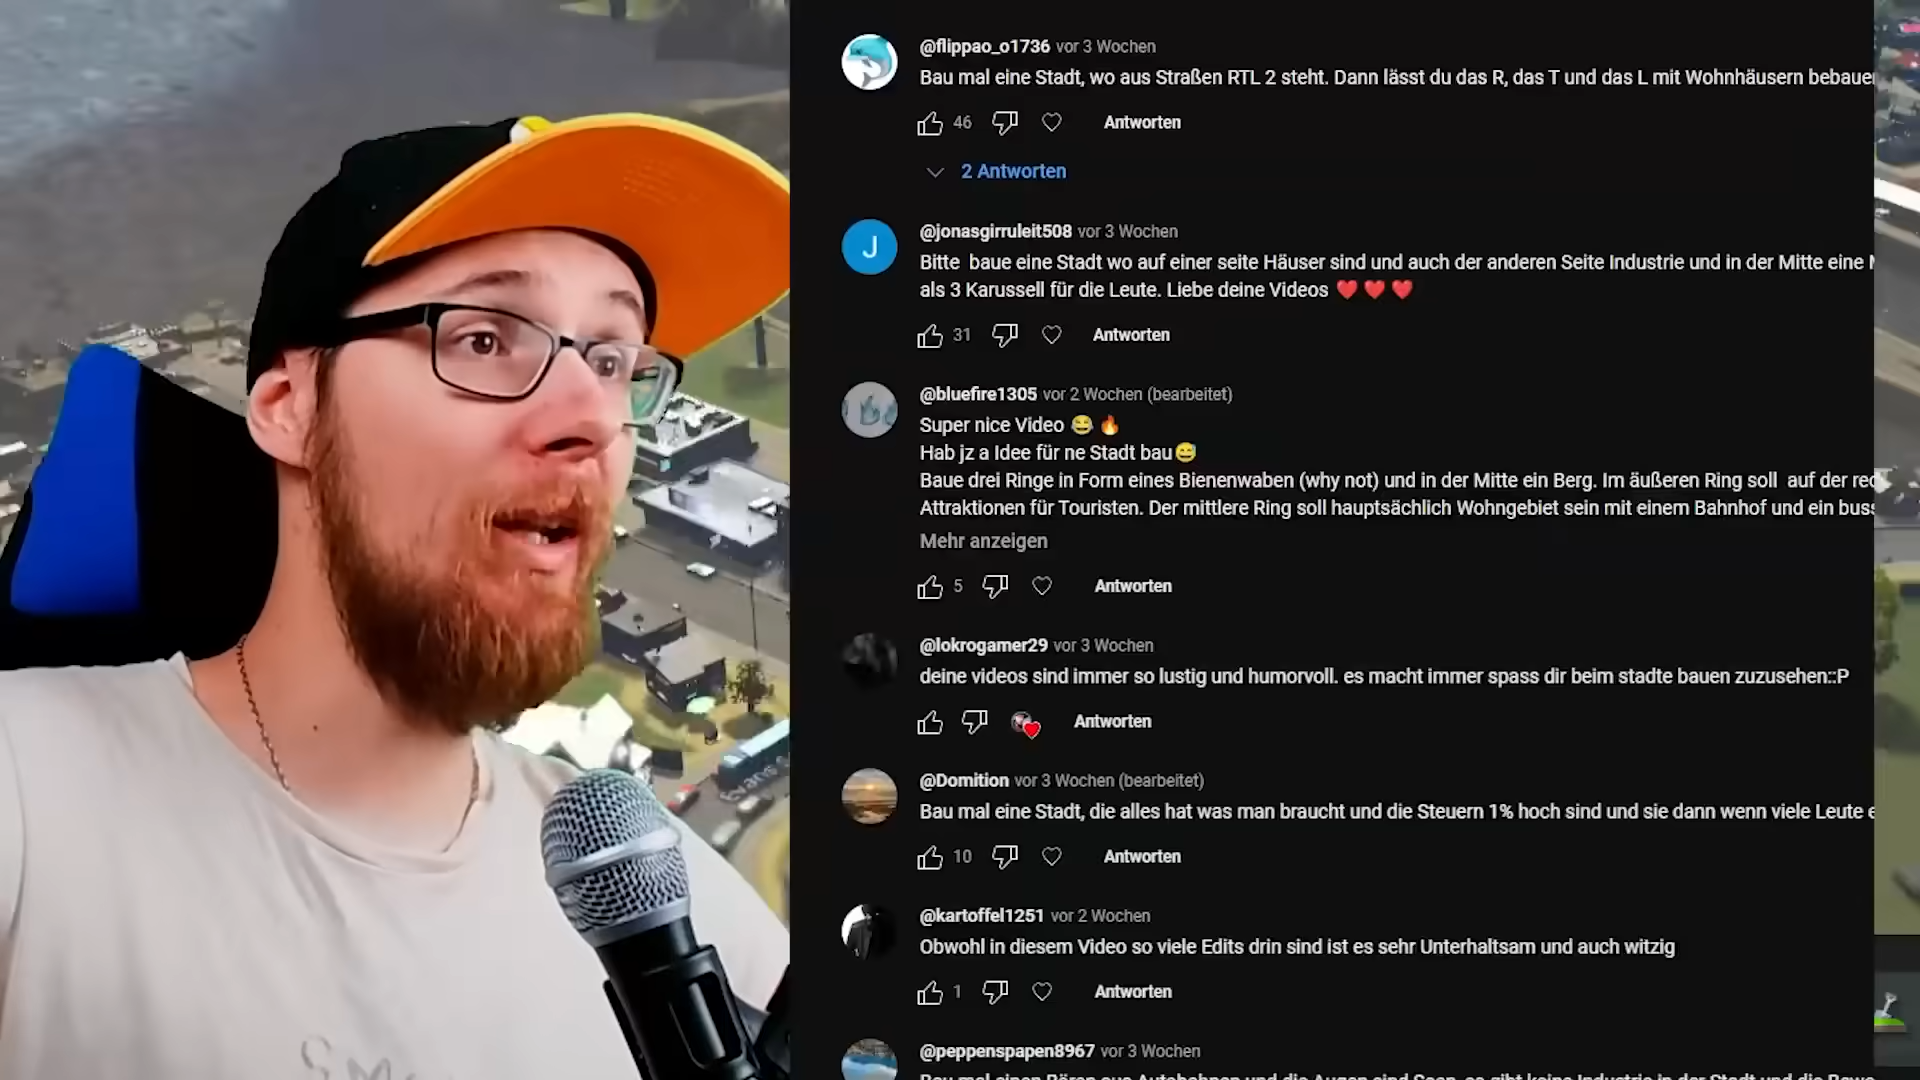 @flippao_o1736 vor 3 Wochen
Bau mal eine Stadt, wo aus Straßen RTL 2 steht. Dann lässt du das R, das T und das L mit Wohnhäusern bebauen
46 Antworten
2 Antworten
J
@jonasgirruleit508 vor 3 Wochen
Bitte baue eine Stadt wo auf einer seite Häuser sind und auch der anderen Seite Industrie und in der Mitte eine
als 3 Karussell für die Leute. Liebe deine Videos ❤️❤️❤️
31 Antworten
@bluefire1305 vor 2 Wochen (bearbeitet)
Super nice Video 😂🔥
Hab jz a Idee für ne Stadt bau😅
Baue drei Ringe in Form eines Bienenwaben (why not) und in der Mitte ein Berg. Im äußeren Ring soll auf der rec
Attraktionen für Touristen. Der mittlere Ring soll hauptsächlich Wohngebiet sein mit einem Bahnhof und ein bus
Mehr anzeigen
5 Antworten
@lokrogamer29 vor 3 Wochen
deine videos sind immer so lustig und humorvoll. es macht immer spass dir beim stadte bauen zuzusehen::P
Antworten
@Domition vor 3 Wochen (bearbeitet)
Bau mal eine Stadt, die alles hat was man braucht und die Steuern 1% hoch sind und sie dann wenn viele Leute e
10 Antworten
@kartoffel1251 vor 2 Wochen
Obwohl in diesem Video so viele Edits drin sind ist es sehr Unterhaltsam und auch witzig
1 Antworten
@peppenspapen8967 vor 3 Wochen